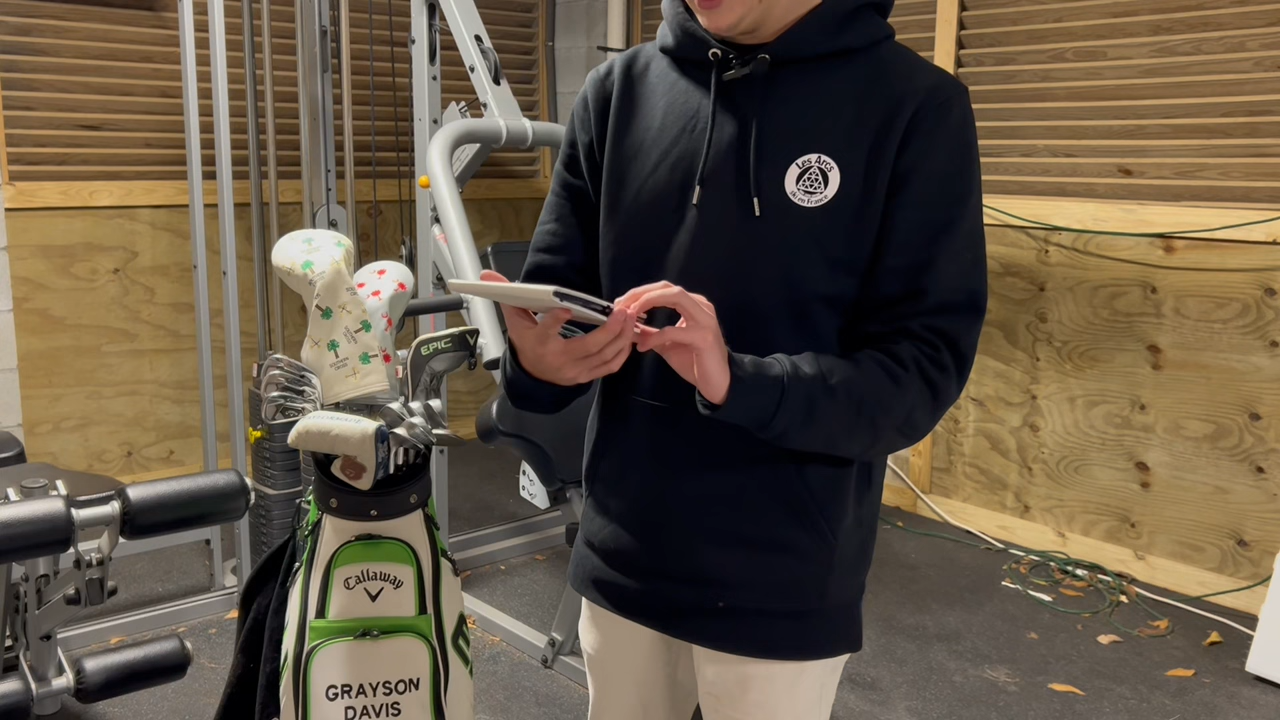 Les Arcs
ski en France
EPIC
Callaway
GRAYSON
DAVIS